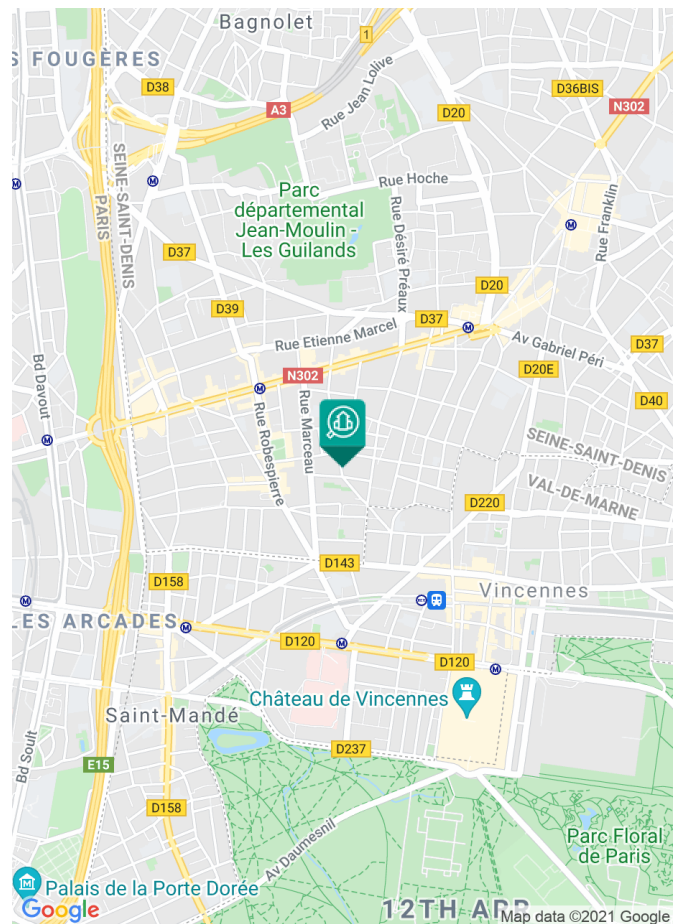 Bagnolet
1
S FOUGÈRES
D38
D36BIS
A3
Rue Jean Lolive
D20
N302
SEINE-SAINT-DENIS
PARIS
M
M
Parc
départemental
Jean-Moulin -
Les Guilands
Rue Hoche
Rue Désiré Préaux
Rue Franklin
M
D37
D20
D39
Rue Etienne Marcel
D37
M
Av Gabriel Péri
D37
Bd Davout
N302
D20E
M
D40
Rue Marceau
Rue Robespierre
M
SEINE-SAINT-DENIS
VAL-DE-MARNE
D220
D143
D158
Vincennes
M
LES ARCADES
M
D120
M
D120
M
Château de Vincennes
Saint-Mandé
D237
Bd Soult
E15
D158
Av Daumesnil
Parc Floral
de Paris
M
Palais de la Porte Dorée
Google
12TH ARR
Map data ©2021 Google